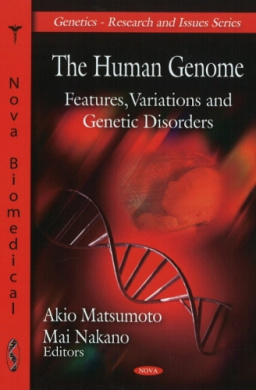 Genetics - Research and Issues Series
Nova Biomedical
The Human Genome
Features, Variations and
Genetic Disorders
Akio Matsumoto
Mai Nakano
Editors
NOVA